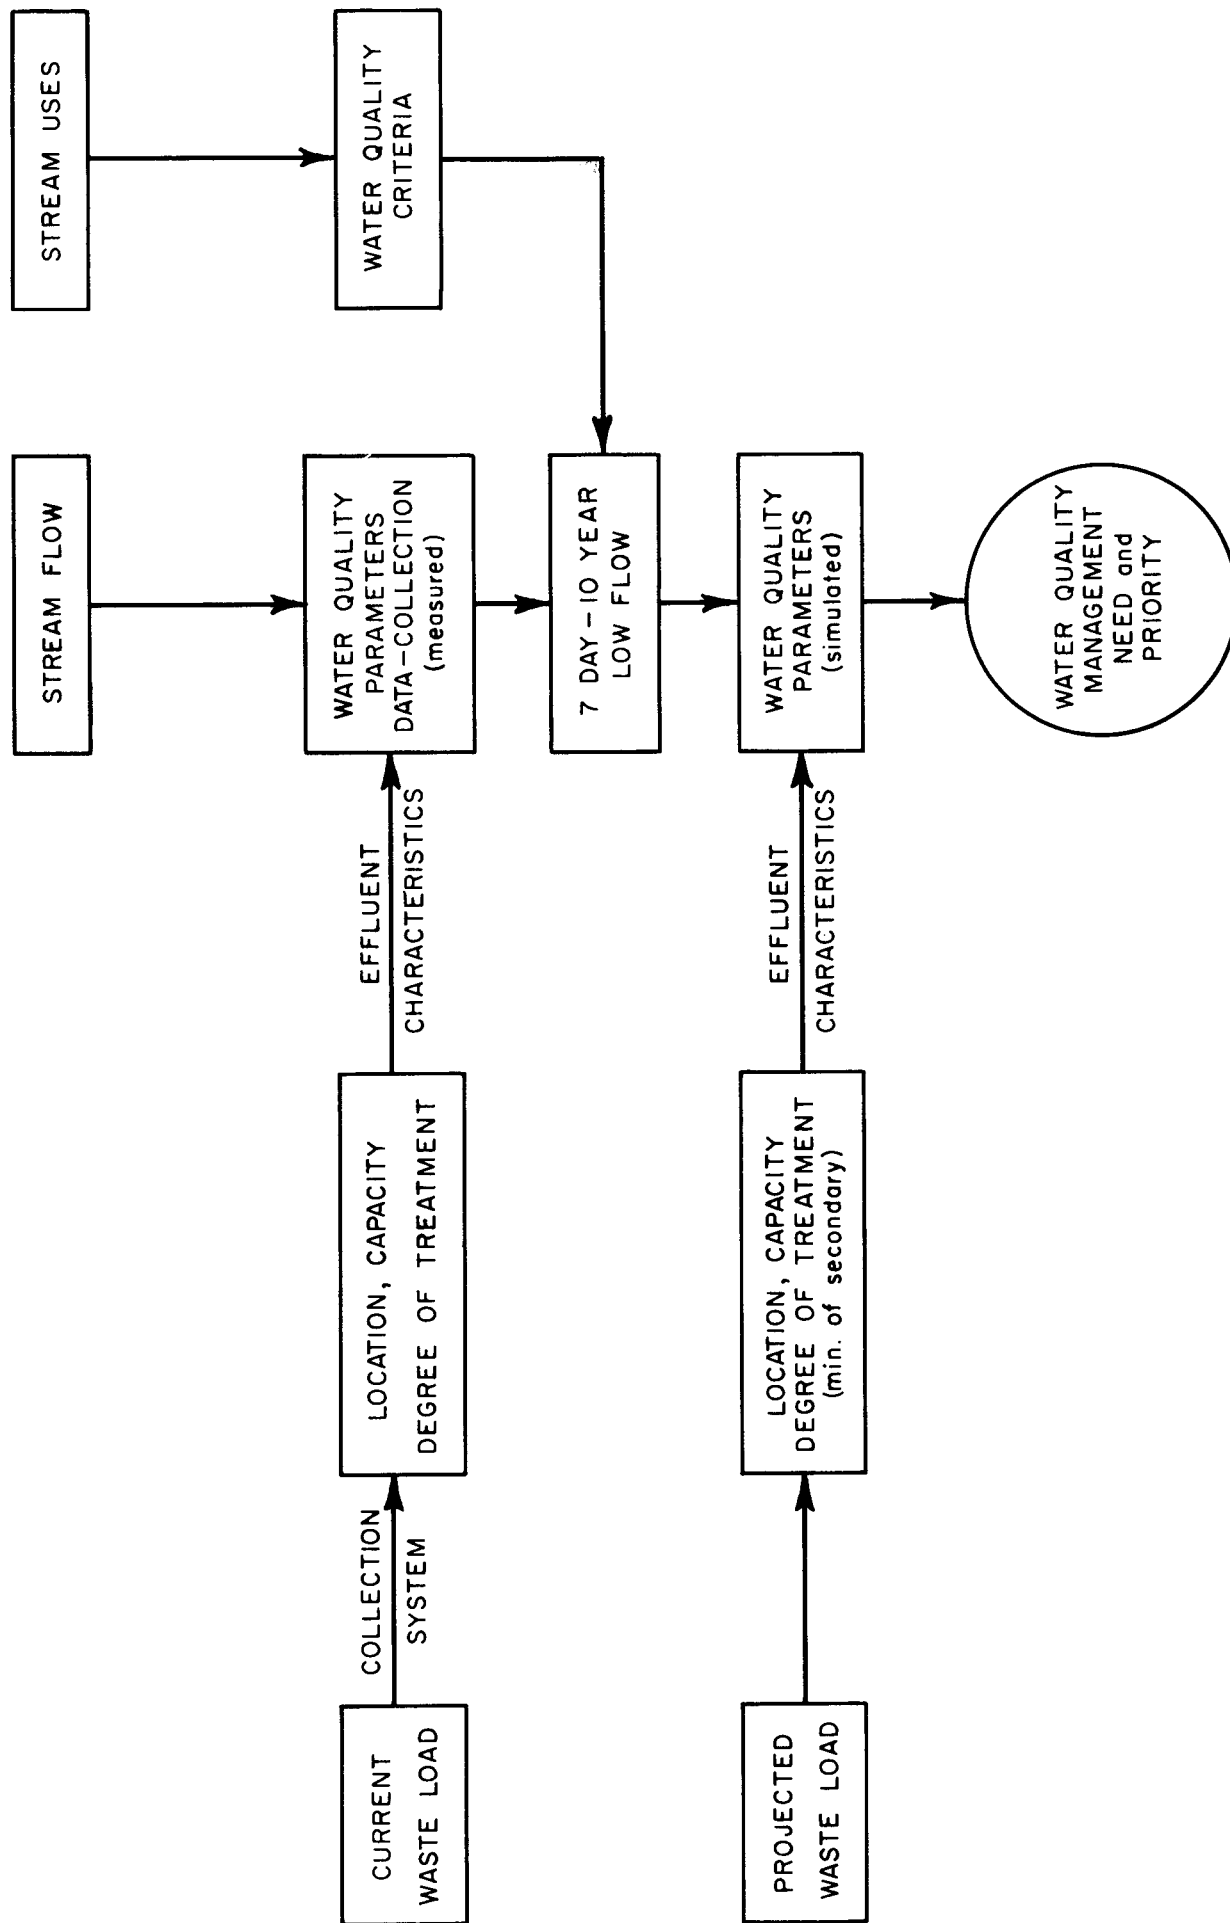 STREAM FLOW
STREAM USES
CURRENT
WASTE LOAD
COLLECTION
SYSTEM
LOCATION, CAPACITY
DEGREE OF TREATMENT
EFFLUENT
CHARACTERISTICS
WATER QUALITY
PARAMETERS
DATA-COLLECTION
(measured)
WATER QUALITY
CRITERIA
7 DAY-10 YEAR
LOW FLOW
PROJECTED
WASTE LOAD
LOCATION, CAPACITY
DEGREE OF TREATMENT
(min. of secondary)
EFFLUENT
CHARACTERISTICS
WATER QUALITY
PARAMETERS
(simulated)
WATER QUALITY
MANAGEMENT
NEED and
PRIORITY